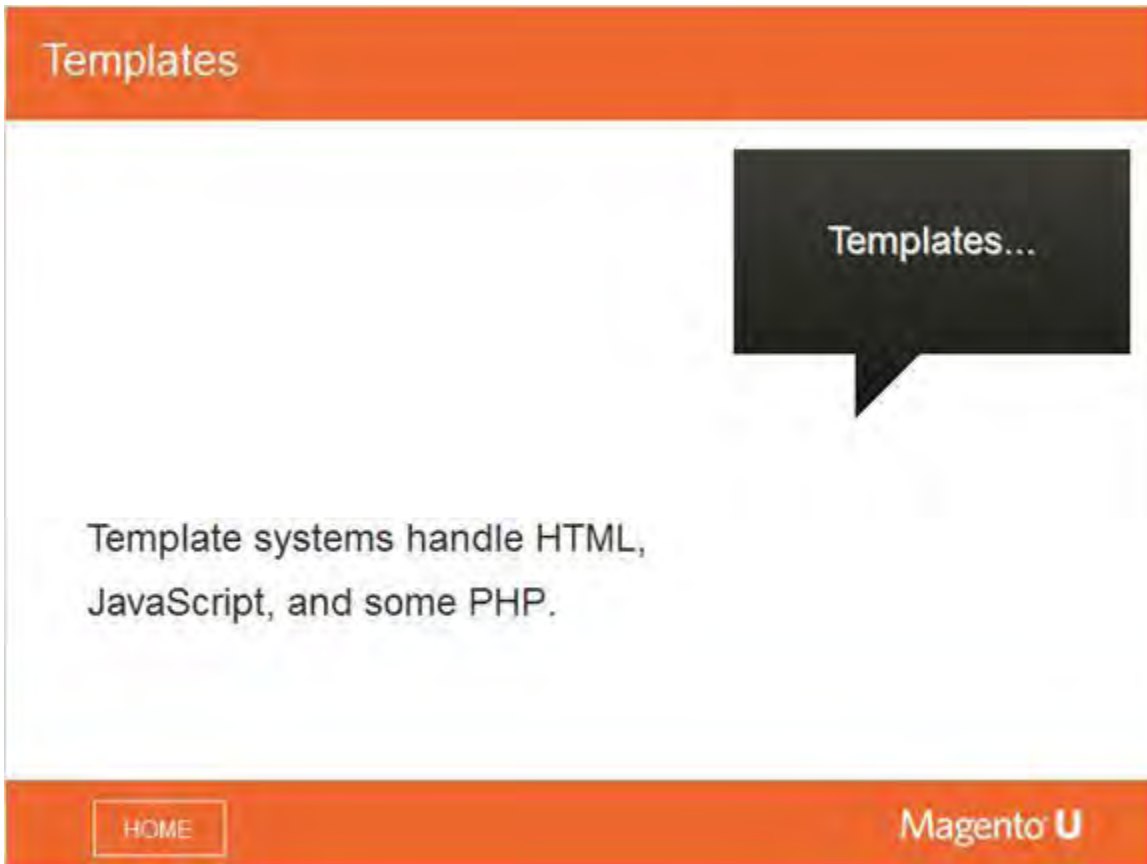 Templates
Templates...
Template systems handle HTML,
JavaScript, and some PHP.
HOME
Magento U